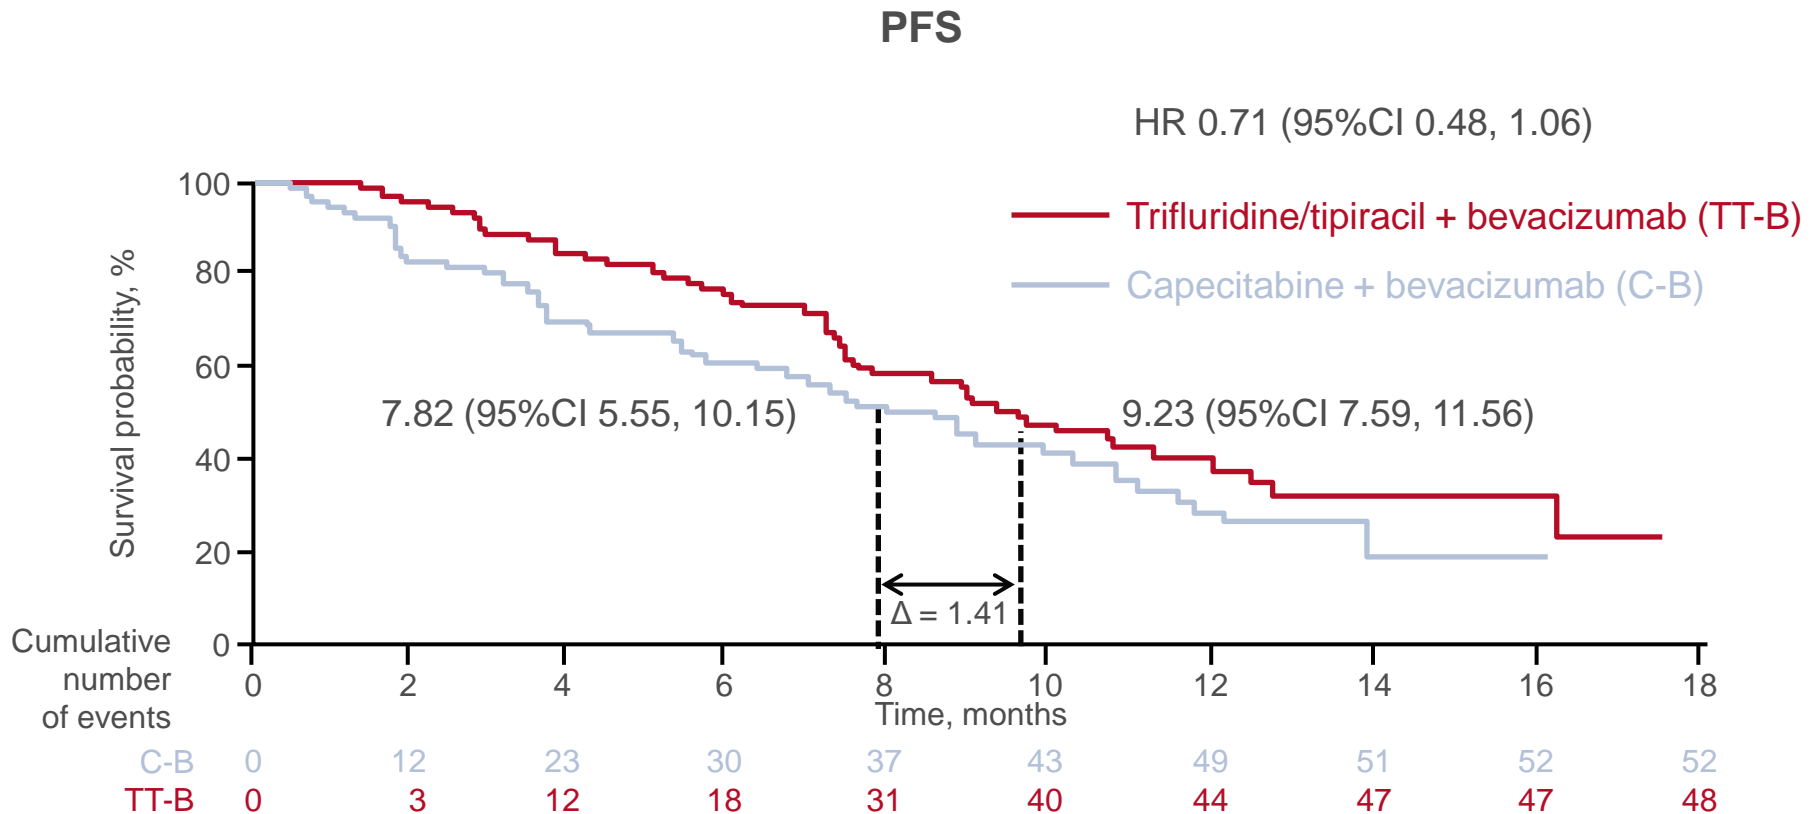 PFS
HR 0.71 (95%CI 0.48, 1.06)
Trifluridine/tipiracil + bevacizumab (TT-B)
Capecitabine + bevacizumab (C-B)
Survival probability, %
100
80
60
40
20
0
7.82 (95%CI 5.55, 10.15)
9.23 (95%CI 7.59, 11.56)
Δ = 1.41
0 2 4 6 8 10 12 14 16 18
Time, months
Cumulative
number
of events
C-B 0 12 23 30 37 43 49 51 52 52
TT-B 0 3 12 18 31 40 44 47 47 48